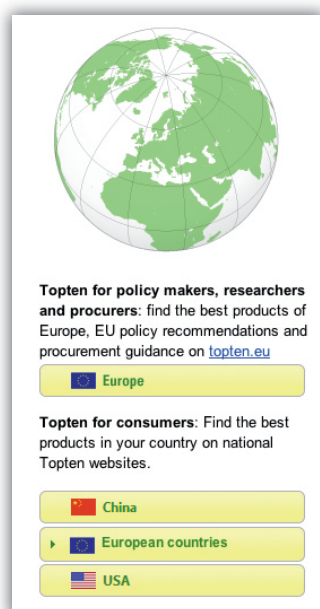 Topten for policy makers, researchers
and procurers: find the best products of
Europe, EU policy recommendations and
procurement guidance on topten.eu
Europe
Topten for consumers: Find the best
products in your country on national
Topten websites.
China
European countries
USA